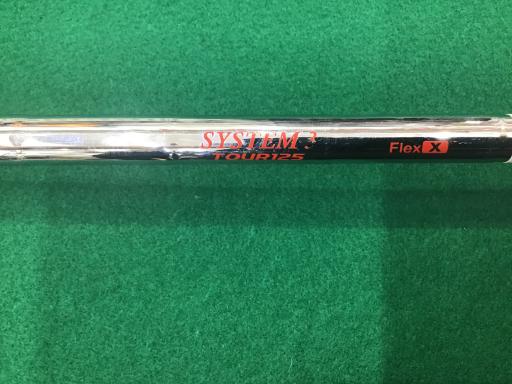 SYSTEM 3
TOUR125
Flex X